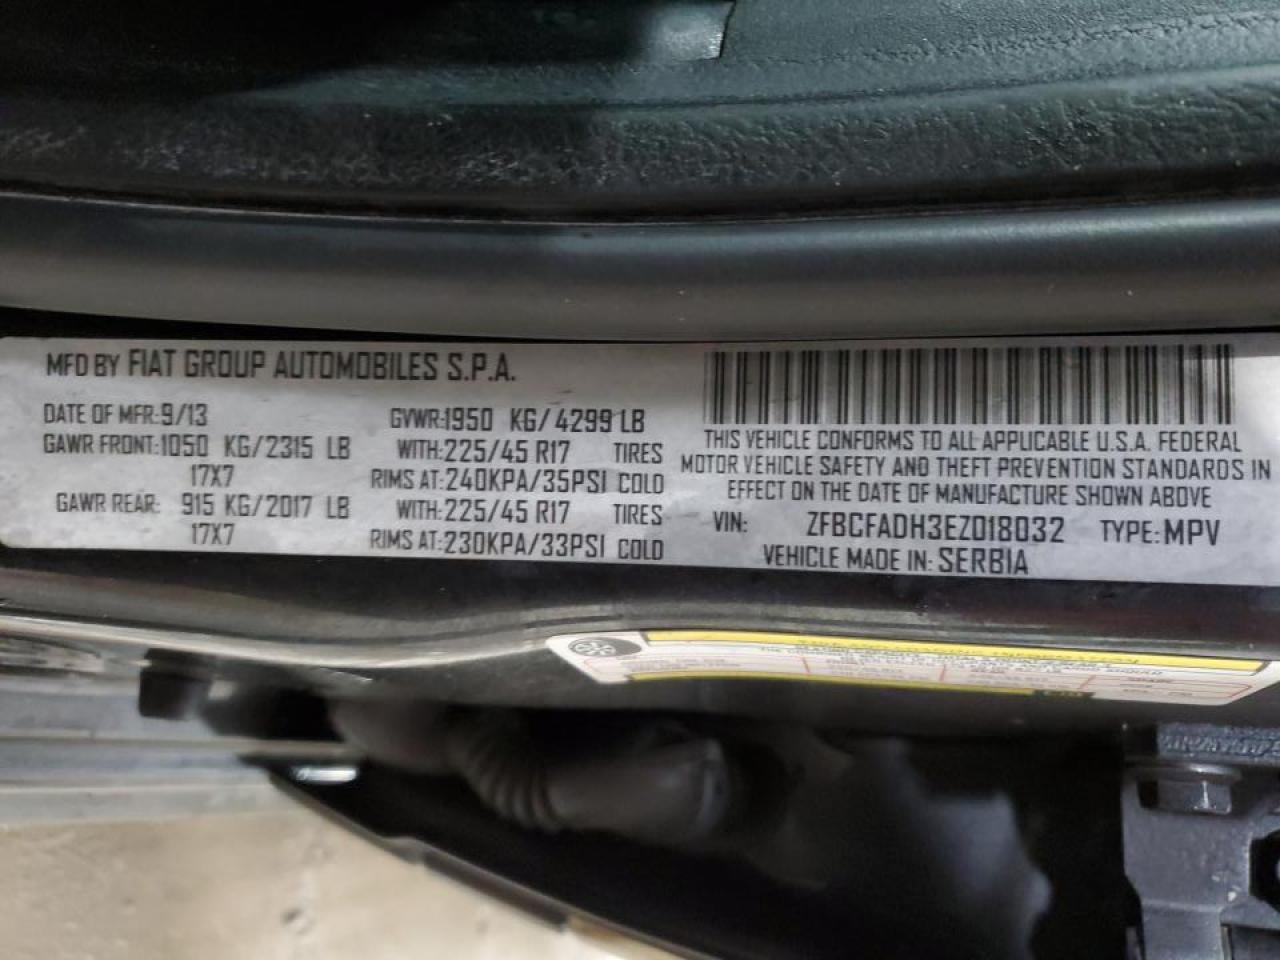 MFD BY FIAT GROUP AUTOMOBILES S.P.A.
DATE OF MFR: 9/13 GVWR: 1950 KG/4299 LB
GAWR FRONT: 1050 KG/2315 LB WITH: 225/45 R17 TIRES
17X7 RIMS AT: 240KPA/35PSI COLD
GAWR REAR: 915 KG/2017 LB WITH: 225/45 R17 TIRES
17X7 RIMS AT: 230KPA/33PSI COLD
THIS VEHICLE CONFORMS TO ALL APPLICABLE U.S.A. FEDERAL
MOTOR VEHICLE SAFETY AND THEFT PREVENTION STANDARDS IN
EFFECT ON THE DATE OF MANUFACTURE SHOWN ABOVE
VIN: ZFBCFADH3EZ018032 TYPE: MPV
VEHICLE MADE IN: SERBIA